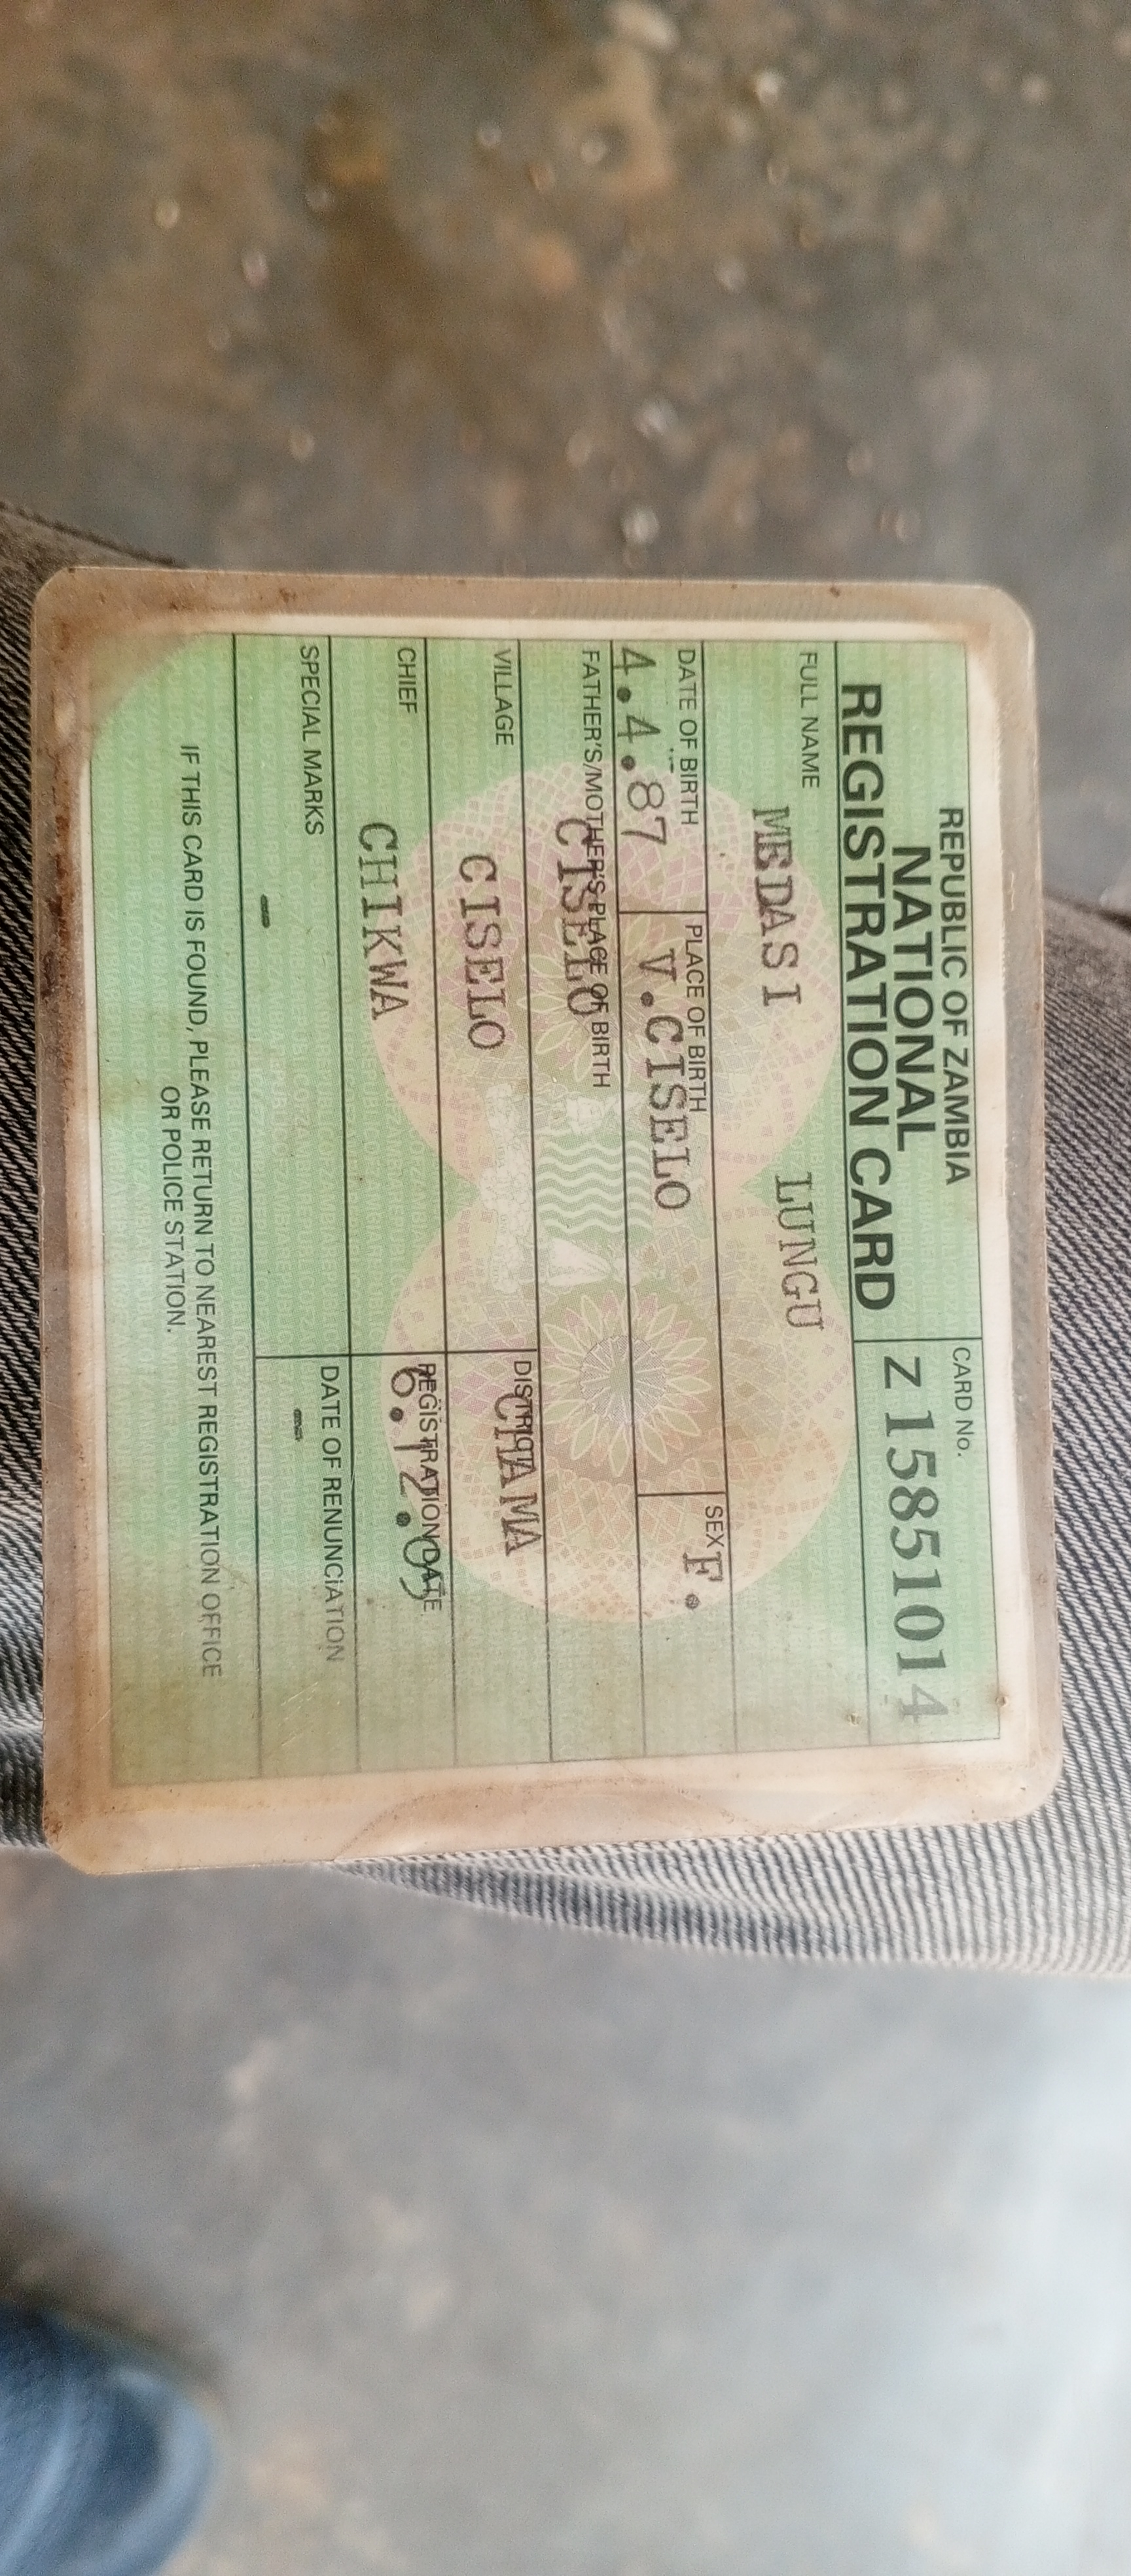 REPUBLIC OF ZAMBIA
NATIONAL
REGISTRATION CARD
CARD No.
Z 15851014
FULL NAME
MEDASI LUNGU
DATE OF BIRTH
4.4.87
PLACE OF BIRTH
V.CISELO
SEX F.
FATHER'S/MOTHER'S PLACE OF BIRTH
CISELO
VILLAGE
CISELO
DISTRICT
CHAMA
CHIEF
CHIKWA
REGISTRATION DATE
6.12.05
SPECIAL MARKS
-
DATE OF RENUNCIATION
-
IF THIS CARD IS FOUND, PLEASE RETURN TO NEAREST REGISTRATION OFFICE
OR POLICE STATION.